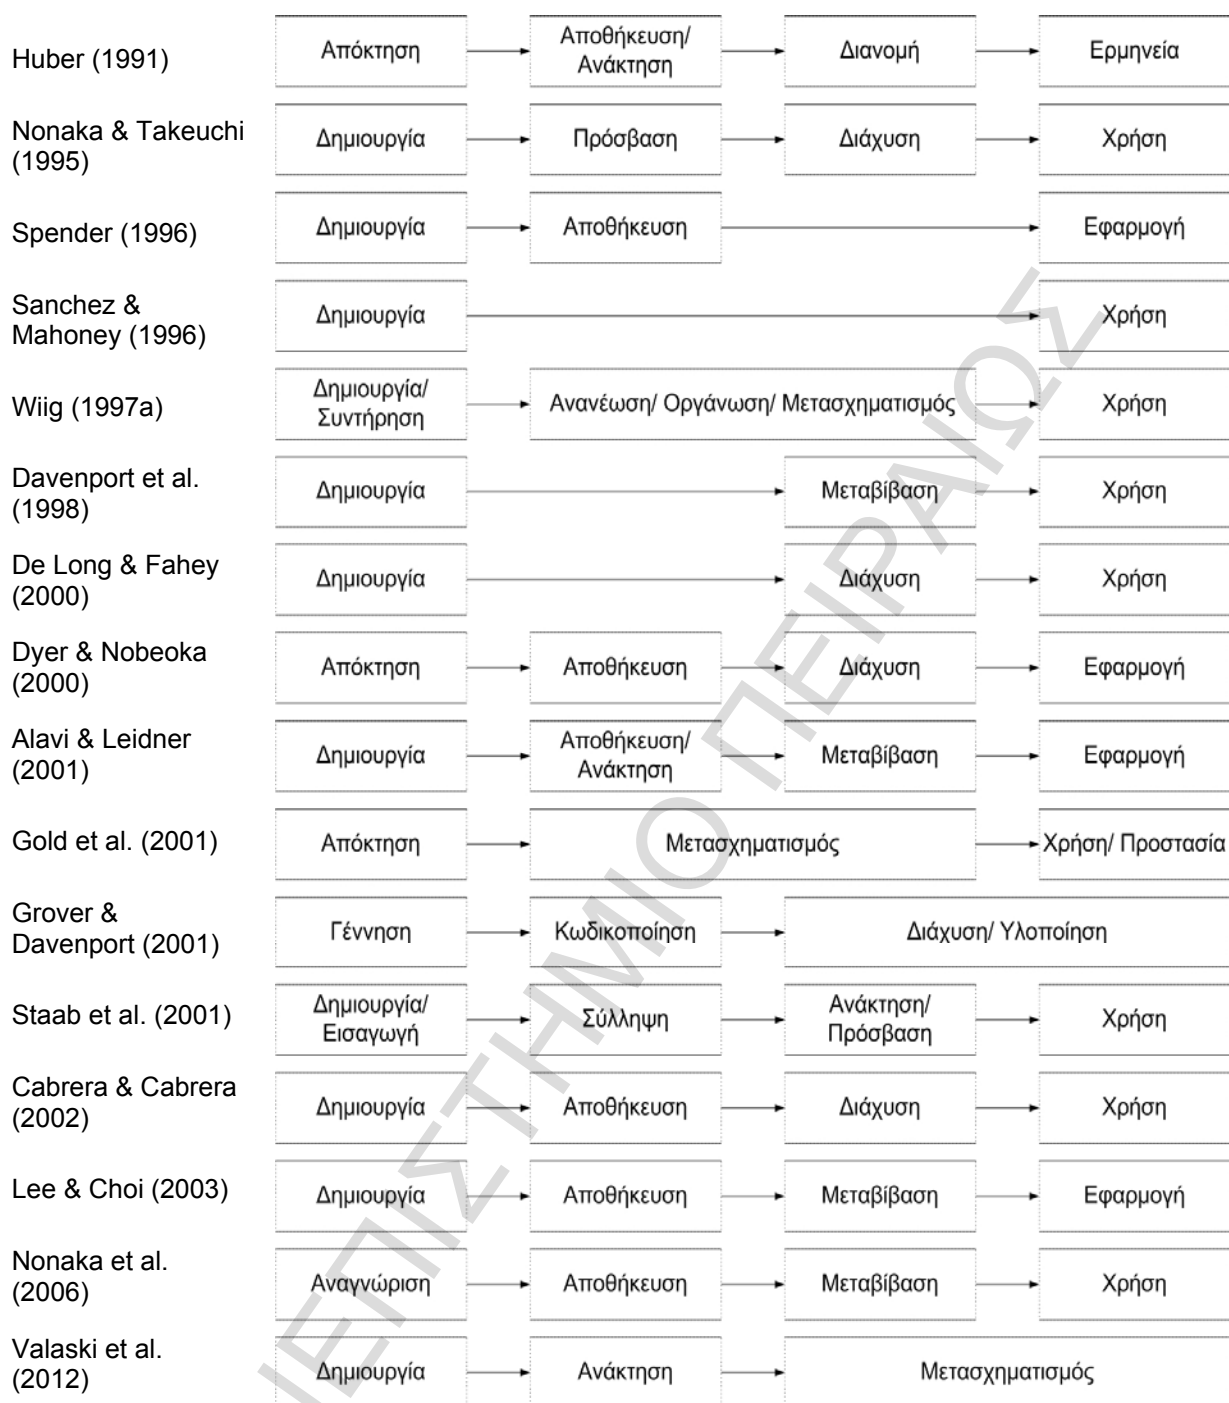 Huber (1991)
Απόκτηση
Αποθήκευση/
Ανάκτηση
Διανομή
Ερμηνεία
Nonaka & Takeuchi
(1995)
Δημιουργία
Πρόσβαση
Διάχυση
Χρήση
Spender (1996)
Δημιουργία
Αποθήκευση
Εφαρμογή
Sanchez &
Mahoney (1996)
Δημιουργία
Χρήση
Wiig (1997a)
Δημιουργία/
Συντήρηση
Ανανέωση/ Οργάνωση/ Μετασχηματισμός
Χρήση
Davenport et al.
(1998)
Δημιουργία
Μεταβίβαση
Χρήση
De Long & Fahey
(2000)
Δημιουργία
Διάχυση
Χρήση
Dyer & Nobeoka
(2000)
Απόκτηση
Αποθήκευση
Διάχυση
Εφαρμογή
Alavi & Leidner
(2001)
Δημιουργία
Αποθήκευση/
Ανάκτηση
Μεταβίβαση
Εφαρμογή
Gold et al. (2001)
Απόκτηση
Μετασχηματισμός
Χρήση/ Προστασία
Grover &
Davenport (2001)
Γέννηση
Κωδικοποίηση
Διάχυση/ Υλοποίηση
Staab et al. (2001)
Δημιουργία/
Εισαγωγή
Σύλληψη
Ανάκτηση/
Πρόσβαση
Χρήση
Cabrera & Cabrera
(2002)
Δημιουργία
Αποθήκευση
Διάχυση
Χρήση
Lee & Choi (2003)
Δημιουργία
Αποθήκευση
Μεταβίβαση
Εφαρμογή
Nonaka et al.
(2006)
Αναγνώριση
Αποθήκευση
Μεταβίβαση
Χρήση
Valaski et al.
(2012)
Δημιουργία
Ανάκτηση
Μετασχηματισμός
ΝΕΠΙΣΤΗΜΙΟ ΠΕΙΡΑΙΩΣ